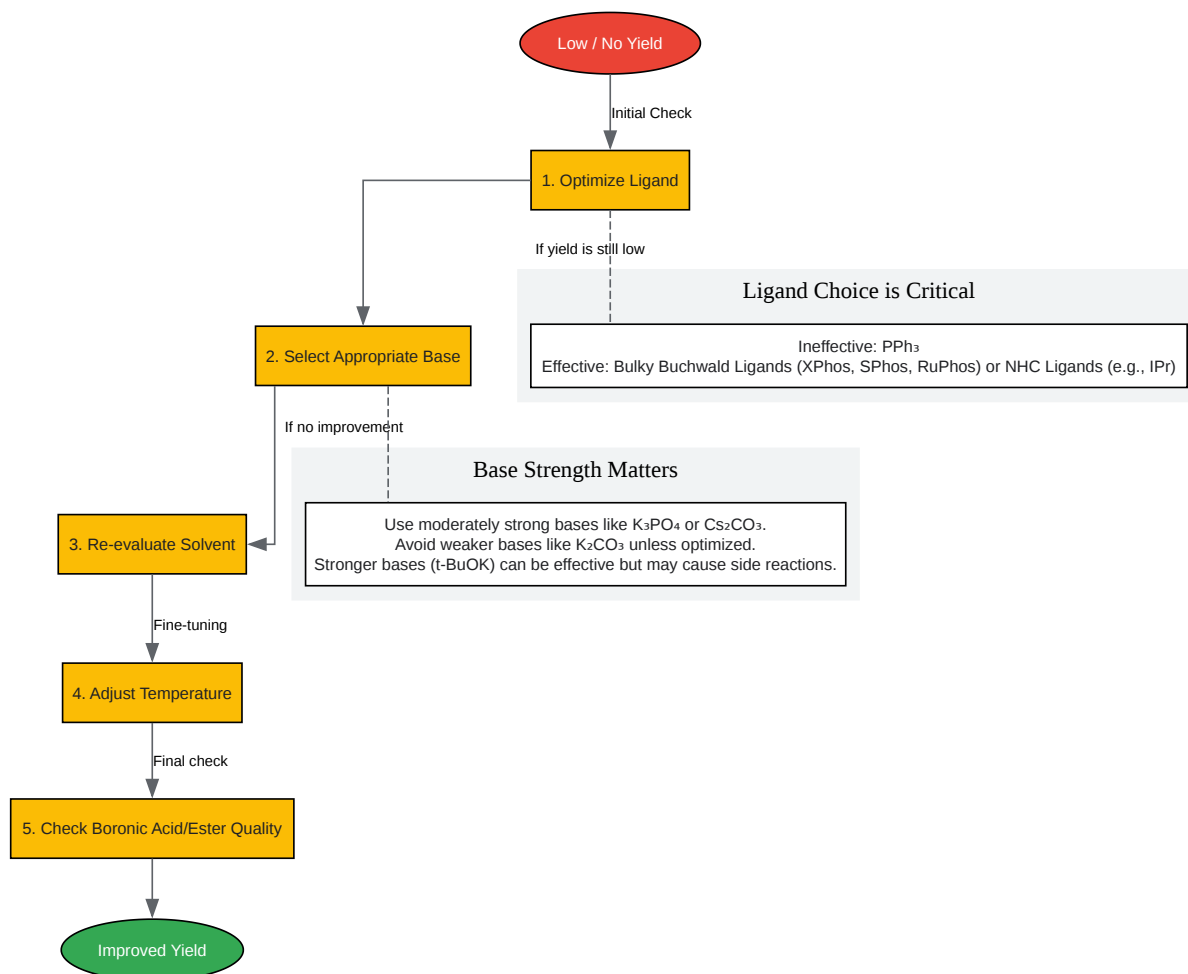 Low / No Yield
Initial Check
1. Optimize Ligand
If yield is still low
Ligand Choice is Critical
Ineffective: PPh₃
Effective: Bulky Buchwald Ligands (XPhos, SPhos, RuPhos) or NHC Ligands (e.g., IPr)
2. Select Appropriate Base
If no improvement
Base Strength Matters
Use moderately strong bases like K₃PO₄ or Cs₂CO₃.
Avoid weaker bases like K₂CO₃ unless optimized.
Stronger bases (t-BuOK) can be effective but may cause side reactions.
3. Re-evaluate Solvent
Fine-tuning
4. Adjust Temperature
Final check
5. Check Boronic Acid/Ester Quality
Improved Yield